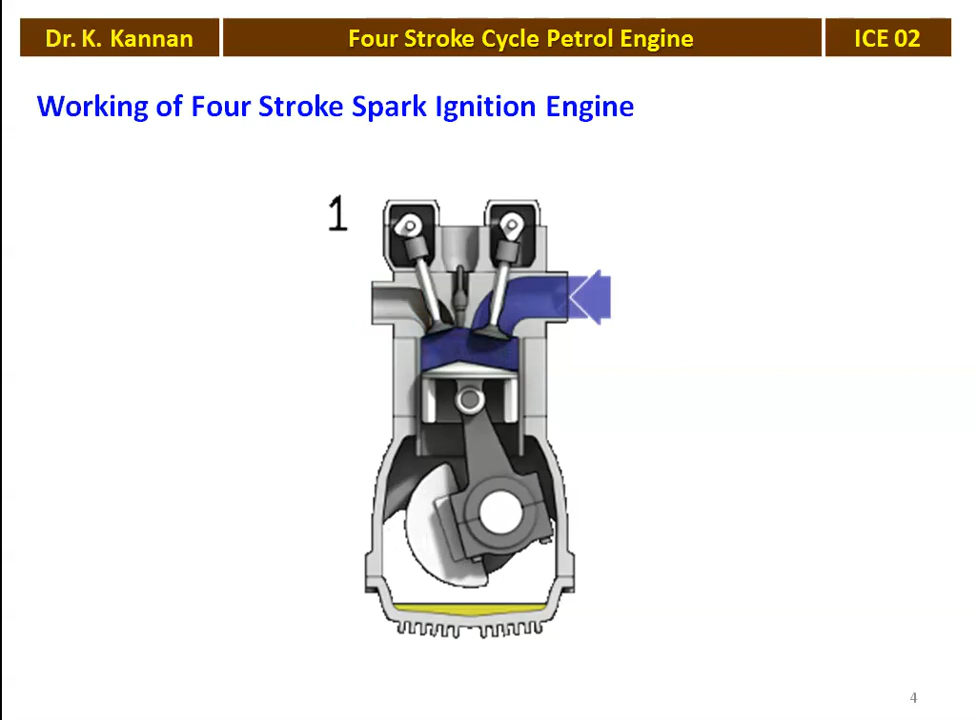 Dr. K. Kannan
Four Stroke Cycle Petrol Engine
ICE 02
Working of Four Stroke Spark Ignition Engine
1
4